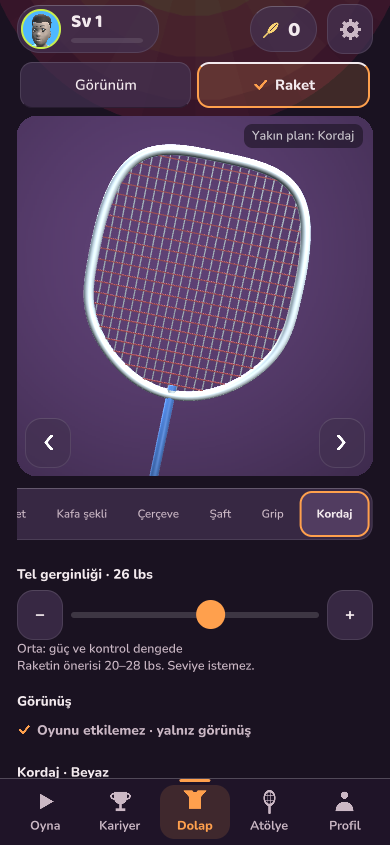 Sv 1
0
Görünüm
Raket
Yakın plan: Kordaj
et
Kafa şekli
Çerçeve
Şaft
Grip
Kordaj
Tel gerginliği · 26 lbs
Orta: güç ve kontrol dengede
Raketin önerisi 20–28 lbs. Seviye istemez.
Görünüş
Oyunu etkilemez · yalnız görünüş
Kordaj · Beyaz
Oyna
Kariyer
Dolap
Atölye
Profil